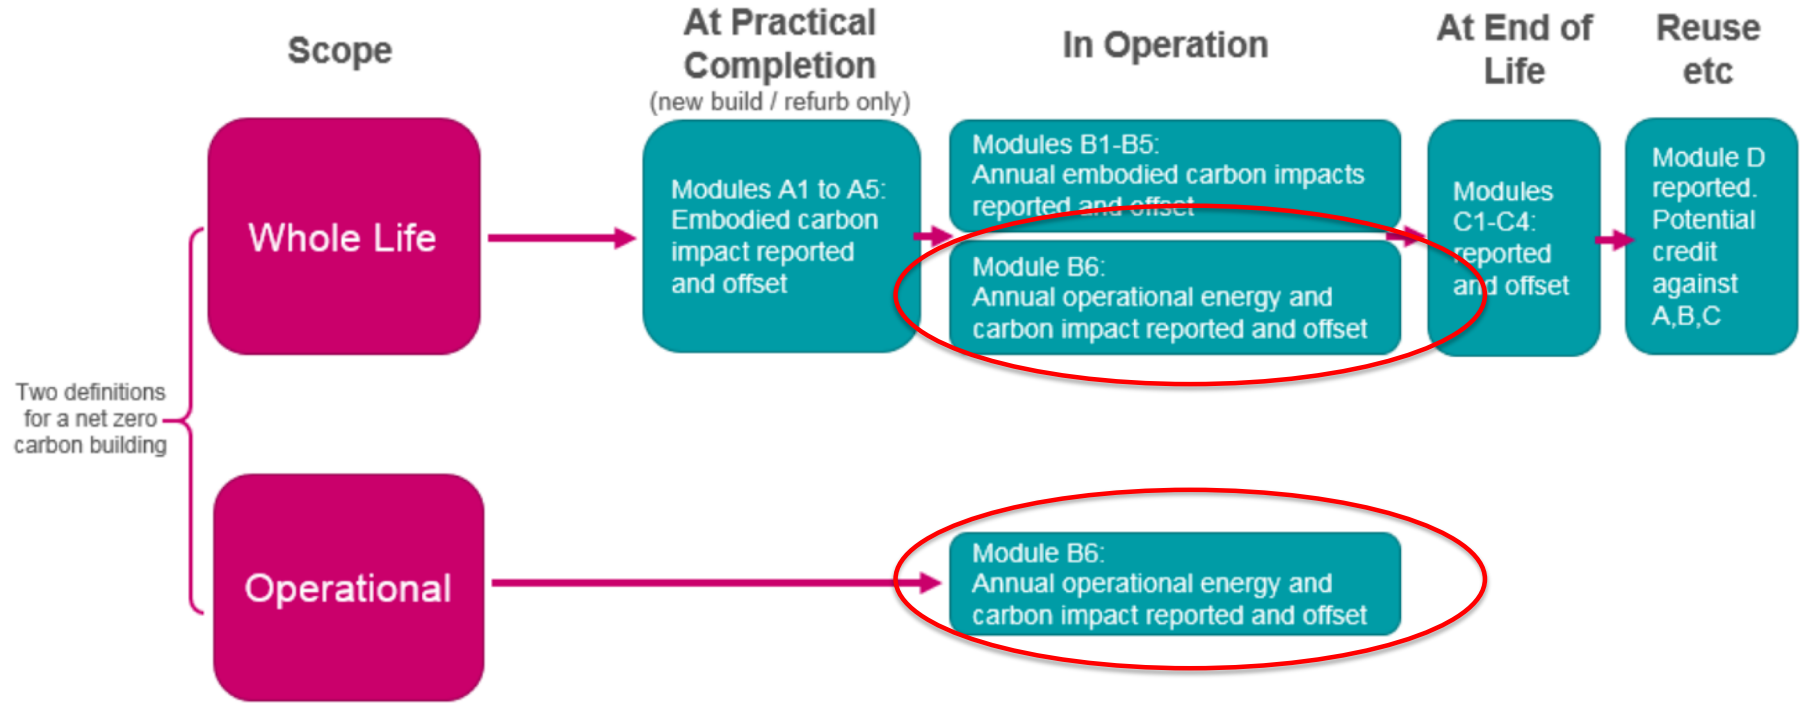 Scope
At Practical
Completion
(new build / refurb only)
In Operation
At End of
Life
Reuse
etc
Whole Life
Modules A1 to A5:
Embodied carbon
impact reported
and offset
Modules B1-B5:
Annual embodied carbon impacts
reported and offset
Module B6:
Annual operational energy and
carbon impact reported and offset
Modules
C1-C4:
reported
and offset
Module D
reported.
Potential
credit
against
A,B,C
Two definitions
for a net zero
carbon building
Operational
Module B6:
Annual operational energy and
carbon impact reported and offset